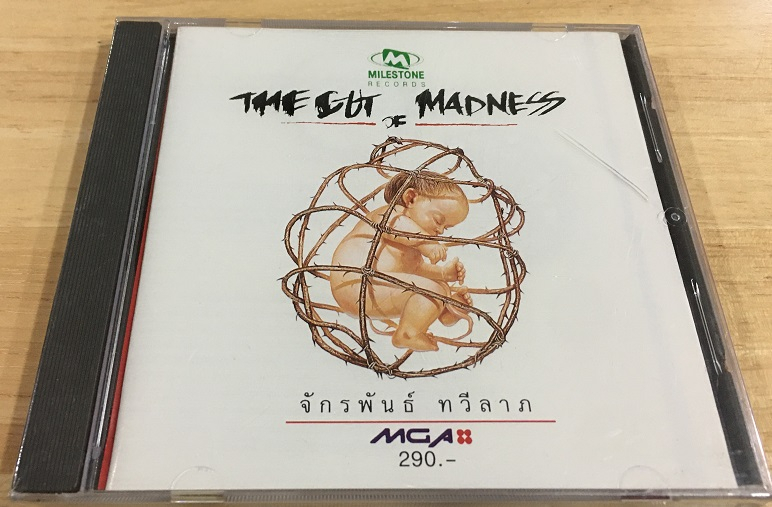 MILESTONE
RECORDS
THE GUT OF MADNESS
จักรพันธ์ ทวีลาภ
MGA
290.-